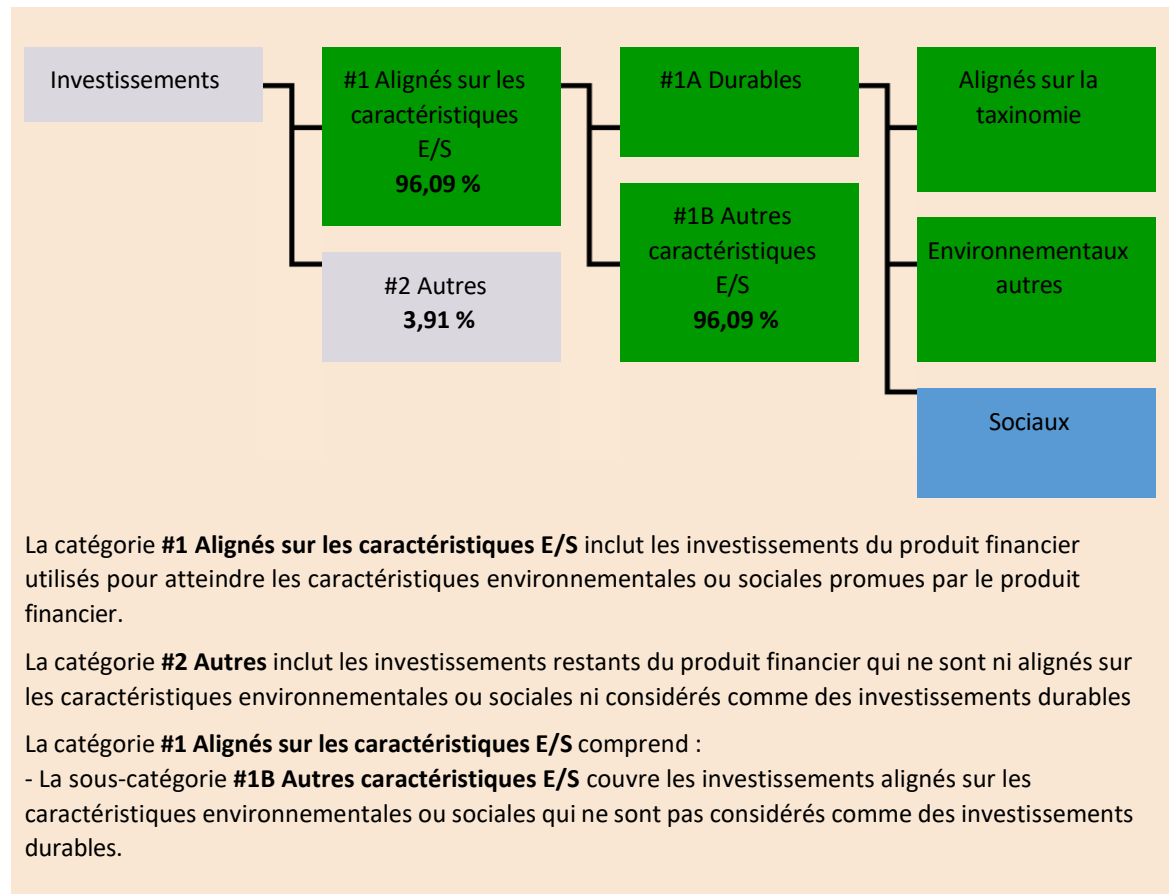 Investissements
#1 Alignés sur les
caractéristiques
E/S
96,09 %
#2 Autres
3,91 %
#1A Durables
#1B Autres
caractéristiques
E/S
96,09 %
Alignés sur la
taxinomie
Environnementaux
autres
Sociaux
La catégorie #1 Alignés sur les caractéristiques E/S inclut les investissements du produit financier
utilisés pour atteindre les caractéristiques environnementales ou sociales promues par le produit
financier.
La catégorie #2 Autres inclut les investissements restants du produit financier qui ne sont ni alignés sur
les caractéristiques environnementales ou sociales ni considérés comme des investissements durables
La catégorie #1 Alignés sur les caractéristiques E/S comprend :
- La sous-catégorie #1B Autres caractéristiques E/S couvre les investissements alignés sur les
caractéristiques environnementales ou sociales qui ne sont pas considérés comme des investissements
durables.